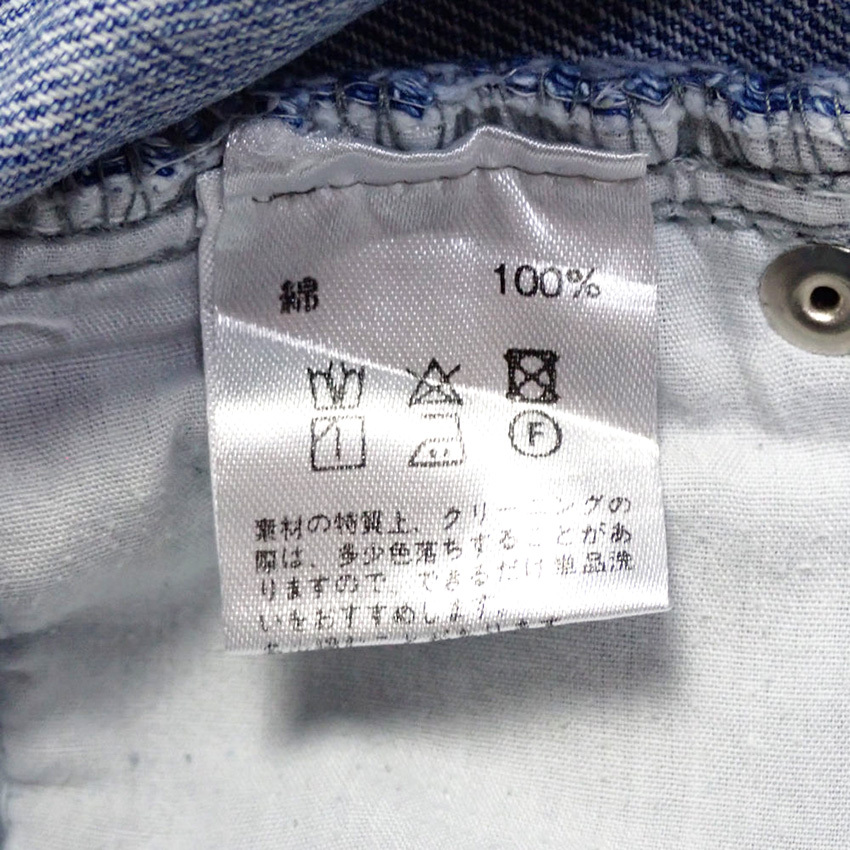 綿 100%
F
素材の特質上、クリーニングの
際は、多少色落ちすることがあ
りますので、できるだけ単品洗
いをおすすめします。